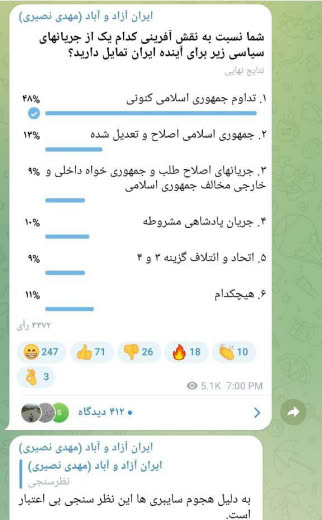 ایران آزاد و آباد (مهدی نصیری)
شما نسبت به نقش آفرینی کدام یک از جریانهای
سیاسی زیر برای آینده ایران تمایل دارید؟
نتایج نهایی
۴۸%
۱. تداوم جمهوری اسلامی کنونی
۱۳%
۲. جمهوری اسلامی اصلاح و تعدیل شده
۹%
۳. جریانهای اصلاح طلب و جمهوری خواه داخلی و
خارجی مخالف جمهوری اسلامی
۱۰%
۴. جریان پادشاهی مشروطه
۹%
۵. اتحاد و ائتلاف گزینه ۳ و ۴
۱۱%
۶. هیچکدام
۳۳۷۲ رأی
247 71 26 18 10
3
5.1K 7:00 PM
۴۱۲ دیدگاه
ایران آزاد و آباد (مهدی نصیری)
ایران آزاد و آباد (مهدی نصیری)
نظرسنجی
به دلیل هجوم سایبری ها این نظر سنجی بی اعتبار
است.